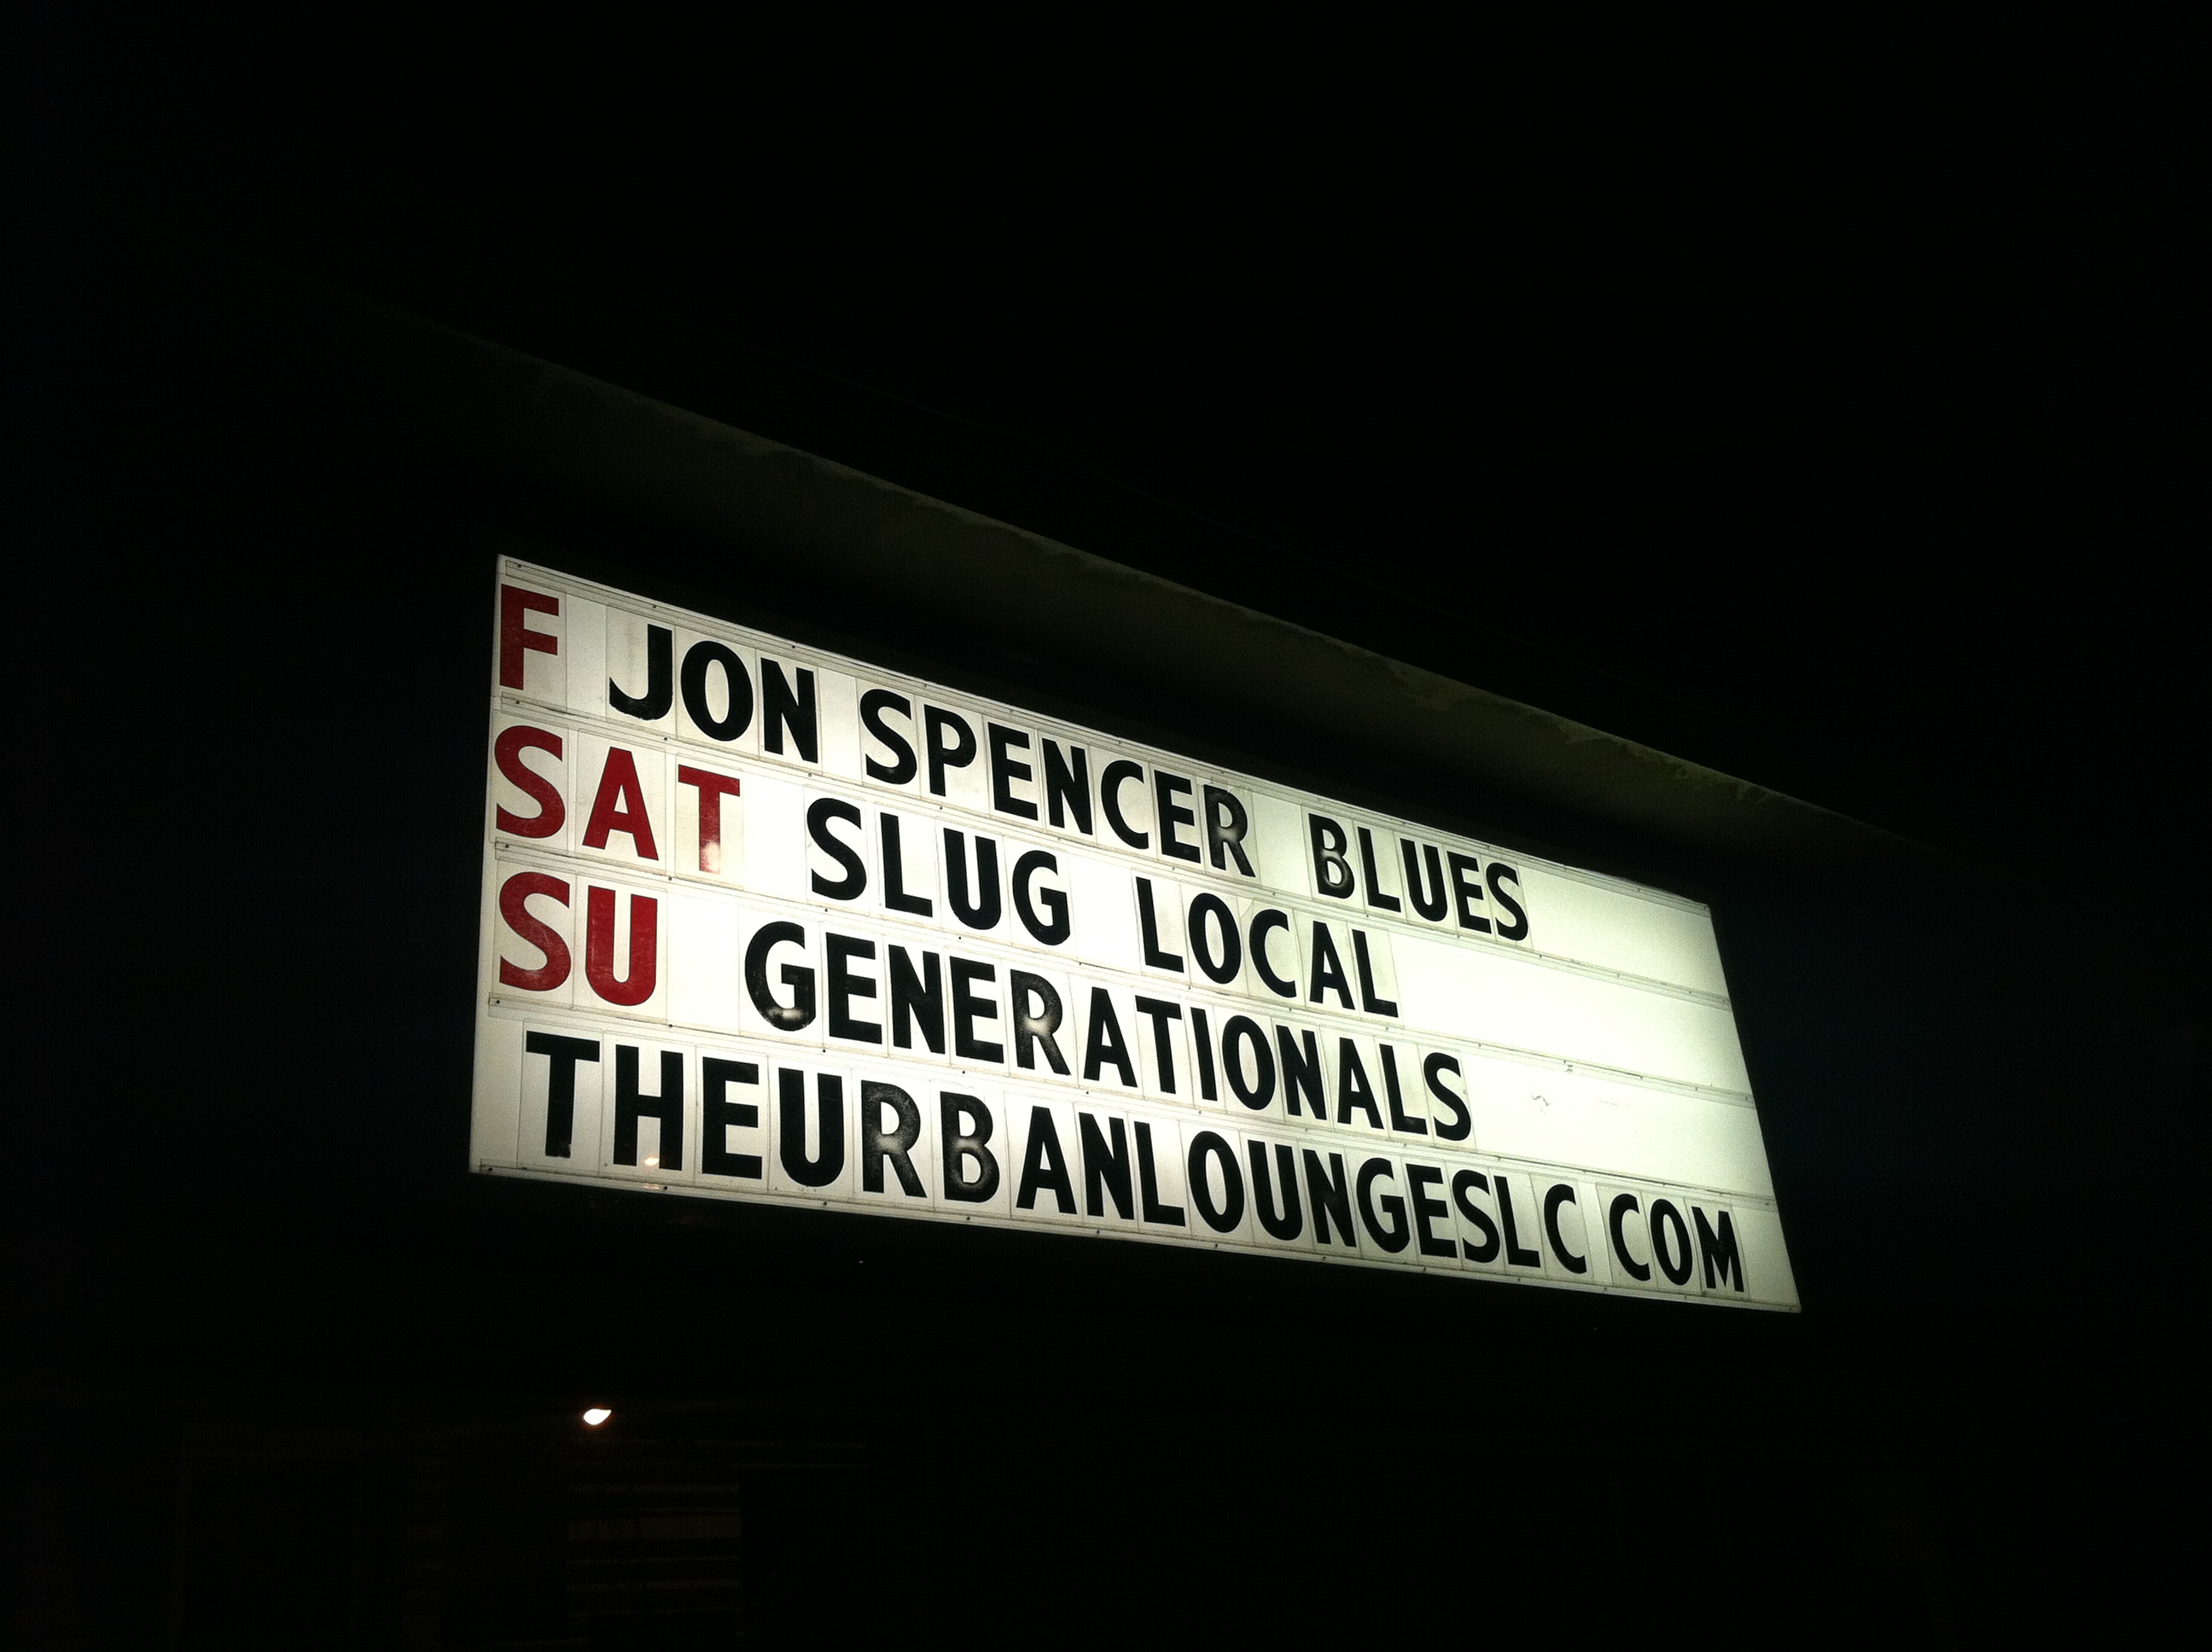 F JON SPENCER BLUES
SAT SLUG LOCAL
SU GENERATIONALS
THEURBANLOUNGESLC COM